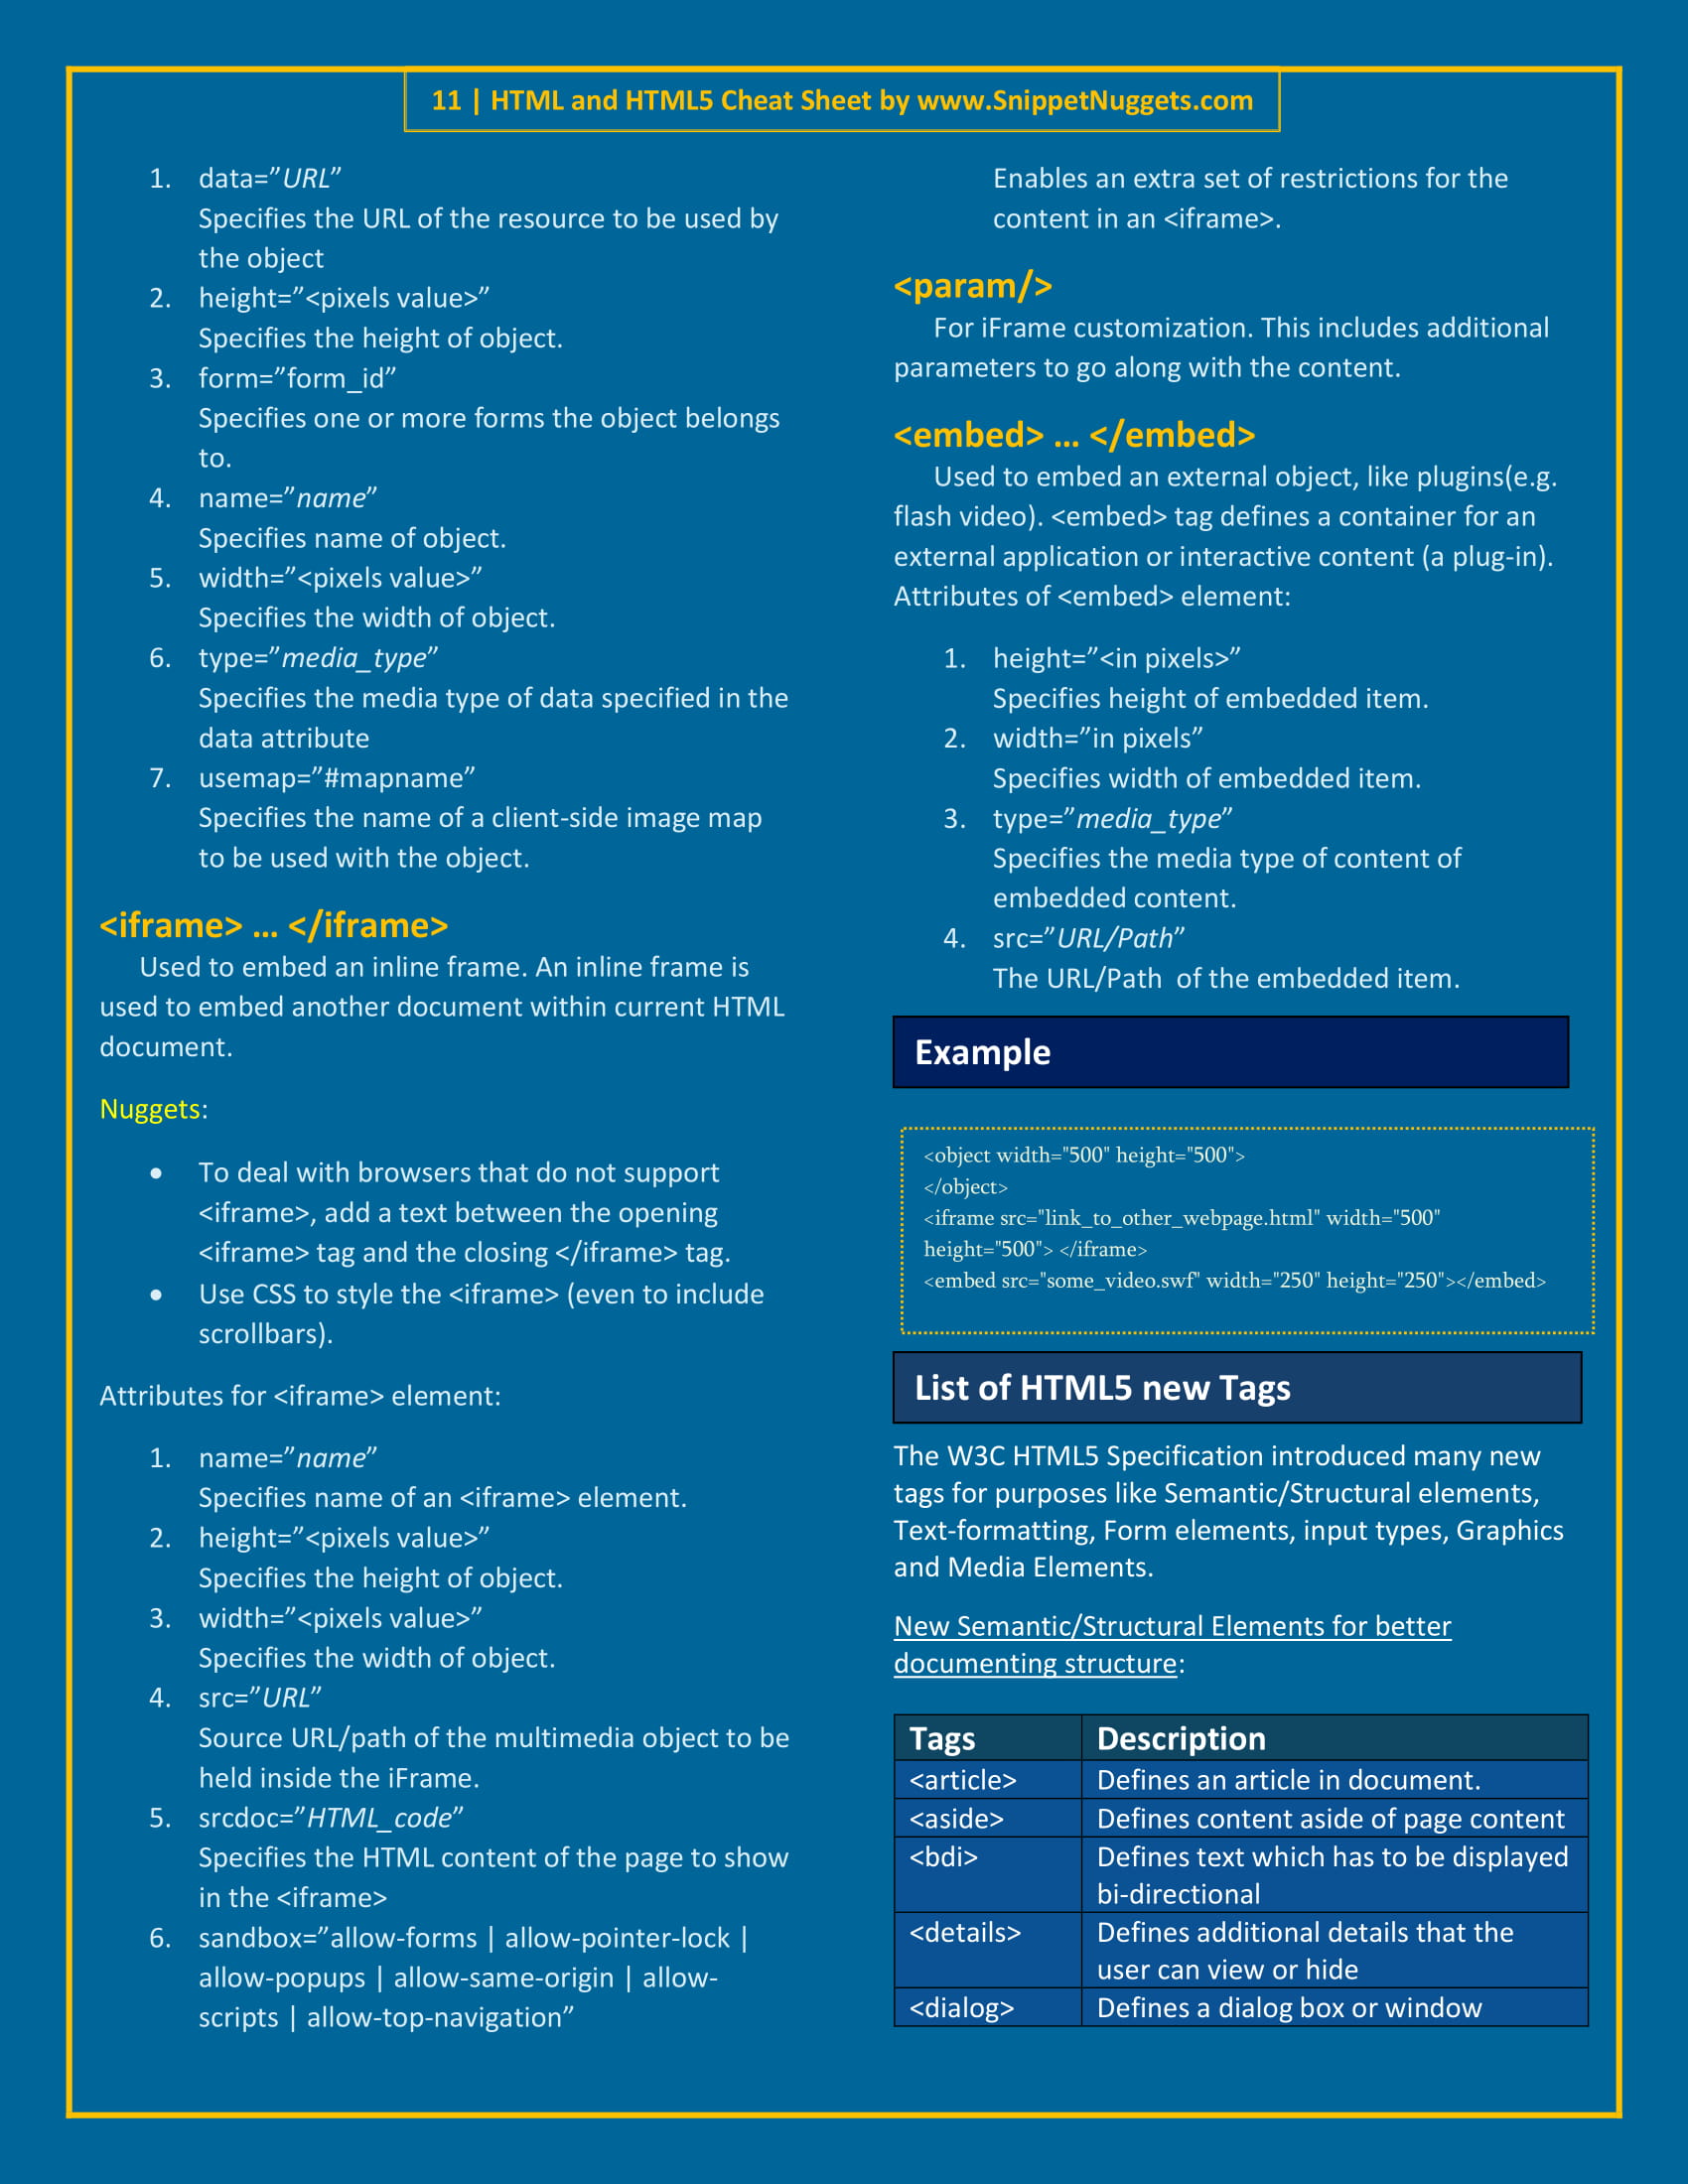 11 | HTML and HTML5 Cheat Sheet by www.SnippetNuggets.com
1. data=”URL”
Specifies the URL of the resource to be used by
the object
2. height=”<pixels value>”
Specifies the height of object.
3. form=”form_id”
Specifies one or more forms the object belongs
to.
4. name=”name”
Specifies name of object.
5. width=”<pixels value>”
Specifies the width of object.
6. type=”media_type”
Specifies the media type of data specified in the
data attribute
7. usemap=”#mapname”
Specifies the name of a client-side image map
to be used with the object.
<iframe> … </iframe>
Used to embed an inline frame. An inline frame is
used to embed another document within current HTML
document.
Nuggets:
• To deal with browsers that do not support
<iframe>, add a text between the opening
<iframe> tag and the closing </iframe> tag.
• Use CSS to style the <iframe> (even to include
scrollbars).
Attributes for <iframe> element:
1. name=”name”
Specifies name of an <iframe> element.
2. height=”<pixels value>”
Specifies the height of object.
3. width=”<pixels value>”
Specifies the width of object.
4. src=”URL”
Source URL/path of the multimedia object to be
held inside the iFrame.
5. srcdoc=”HTML_code”
Specifies the HTML content of the page to show
in the <iframe>
6. sandbox=”allow-forms | allow-pointer-lock |
allow-popups | allow-same-origin | allow-
scripts | allow-top-navigation”
Enables an extra set of restrictions for the
content in an <iframe>.
<param/>
For iFrame customization. This includes additional
parameters to go along with the content.
<embed> … </embed>
Used to embed an external object, like plugins(e.g.
flash video). <embed> tag defines a container for an
external application or interactive content (a plug-in).
Attributes of <embed> element:
1. height=”<in pixels>”
Specifies height of embedded item.
2. width=”in pixels”
Specifies width of embedded item.
3. type=”media_type”
Specifies the media type of content of
embedded content.
4. src=”URL/Path”
The URL/Path  of the embedded item.
Example
<object width="500" height="500">
</object>
<iframe src="link_to_other_webpage.html" width="500"
height="500"> </iframe>
<embed src="some_video.swf" width="250" height="250"></embed>
List of HTML5 new Tags
The W3C HTML5 Specification introduced many new
tags for purposes like Semantic/Structural elements,
Text-formatting, Form elements, input types, Graphics
and Media Elements.
New Semantic/Structural Elements for better
documenting structure:
Tags Description
<article> Defines an article in document.
<aside> Defines content aside of page content
<bdi> Defines text which has to be displayed
bi-directional
<details> Defines additional details that the
user can view or hide
<dialog> Defines a dialog box or window